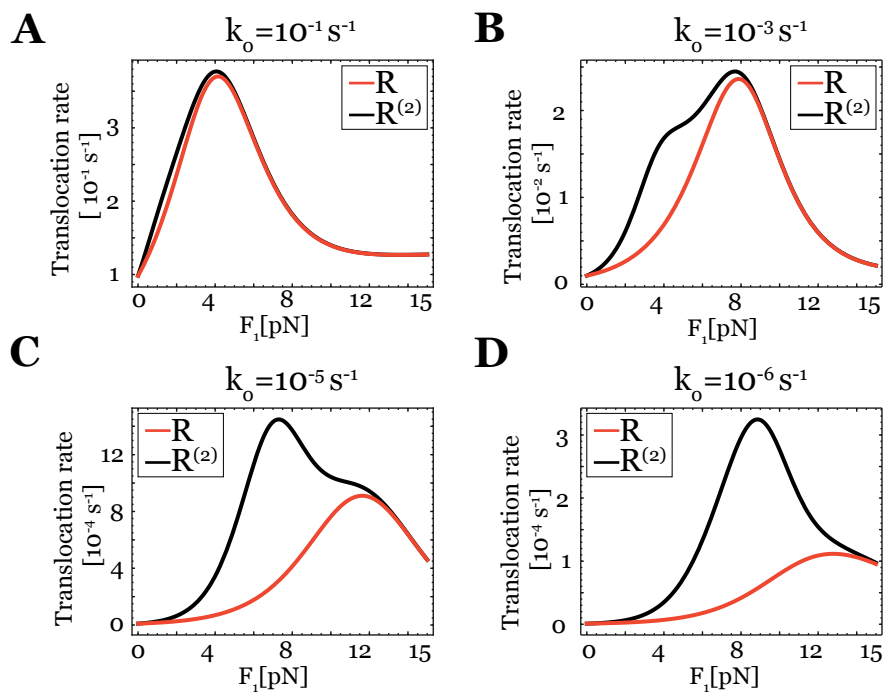 A
k₀=10⁻¹ s⁻¹
Translocation rate
[ 10⁻¹ s⁻¹]
3
2
1
R
R⁽²⁾
0 4 8 12 15
F₁[pN]
B
k₀=10⁻³ s⁻¹
Translocation rate
[10⁻² s⁻¹]
2
1
0
R
R⁽²⁾
0 4 8 12 15
F₁[pN]
C
k₀=10⁻⁵ s⁻¹
Translocation rate
[10⁻⁴ s⁻¹]
12
8
4
0
R
R⁽²⁾
0 4 8 12 15
F₁[pN]
D
k₀=10⁻⁶ s⁻¹
Translocation rate
[10⁻⁴ s⁻¹]
3
2
1
0
R
R⁽²⁾
0 4 8 12 15
F₁[pN]